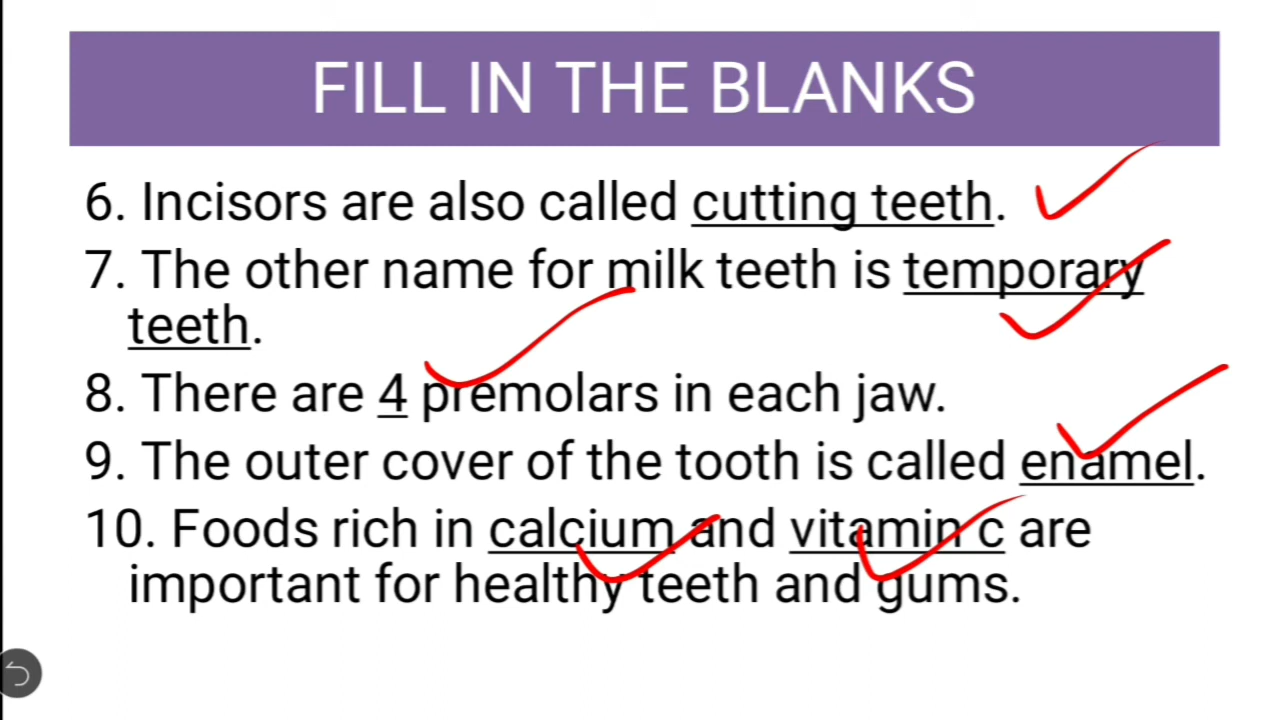 FILL IN THE BLANKS
6. Incisors are also called cutting teeth.
7. The other name for milk teeth is temporary
teeth.
8. There are 4 premolars in each jaw.
9. The outer cover of the tooth is called enamel.
10. Foods rich in calcium and vitamin c are
important for healthy teeth and gums.